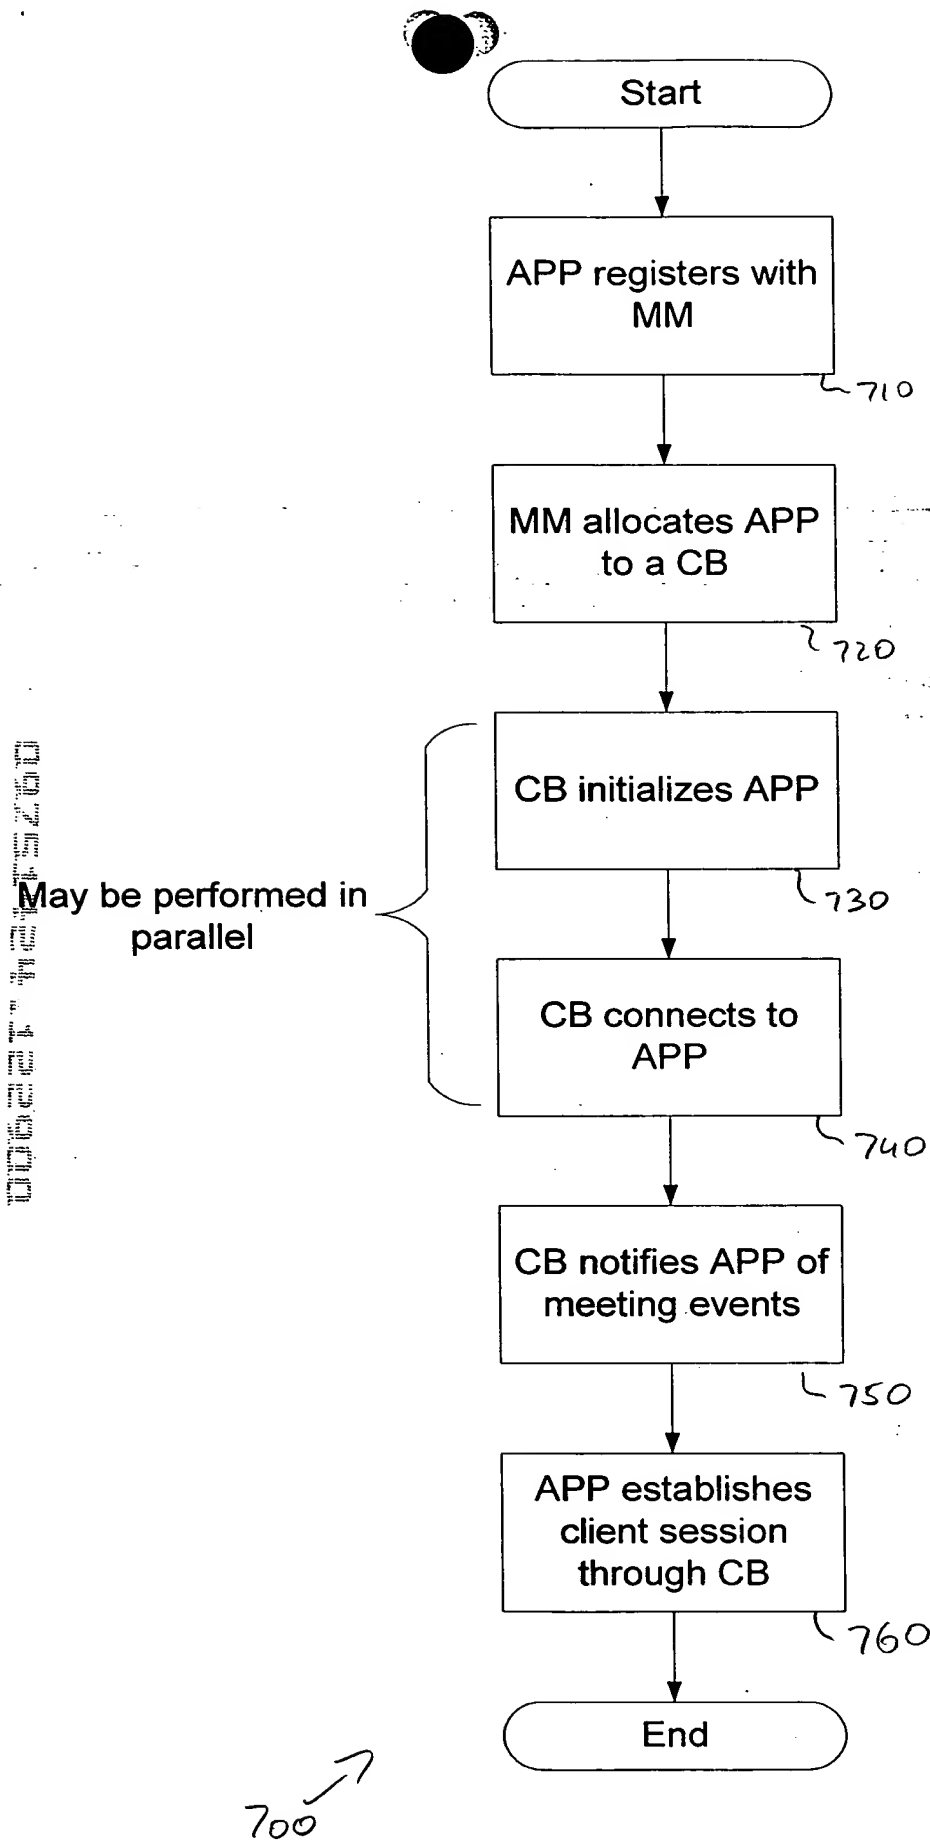 Start
APP registers with
MM
710
MM allocates APP
to a CB
720
CB initializes APP
730
May be performed in
parallel
CB connects to
APP
740
CB notifies APP of
meeting events
750
APP establishes
client session
through CB
760
End
700